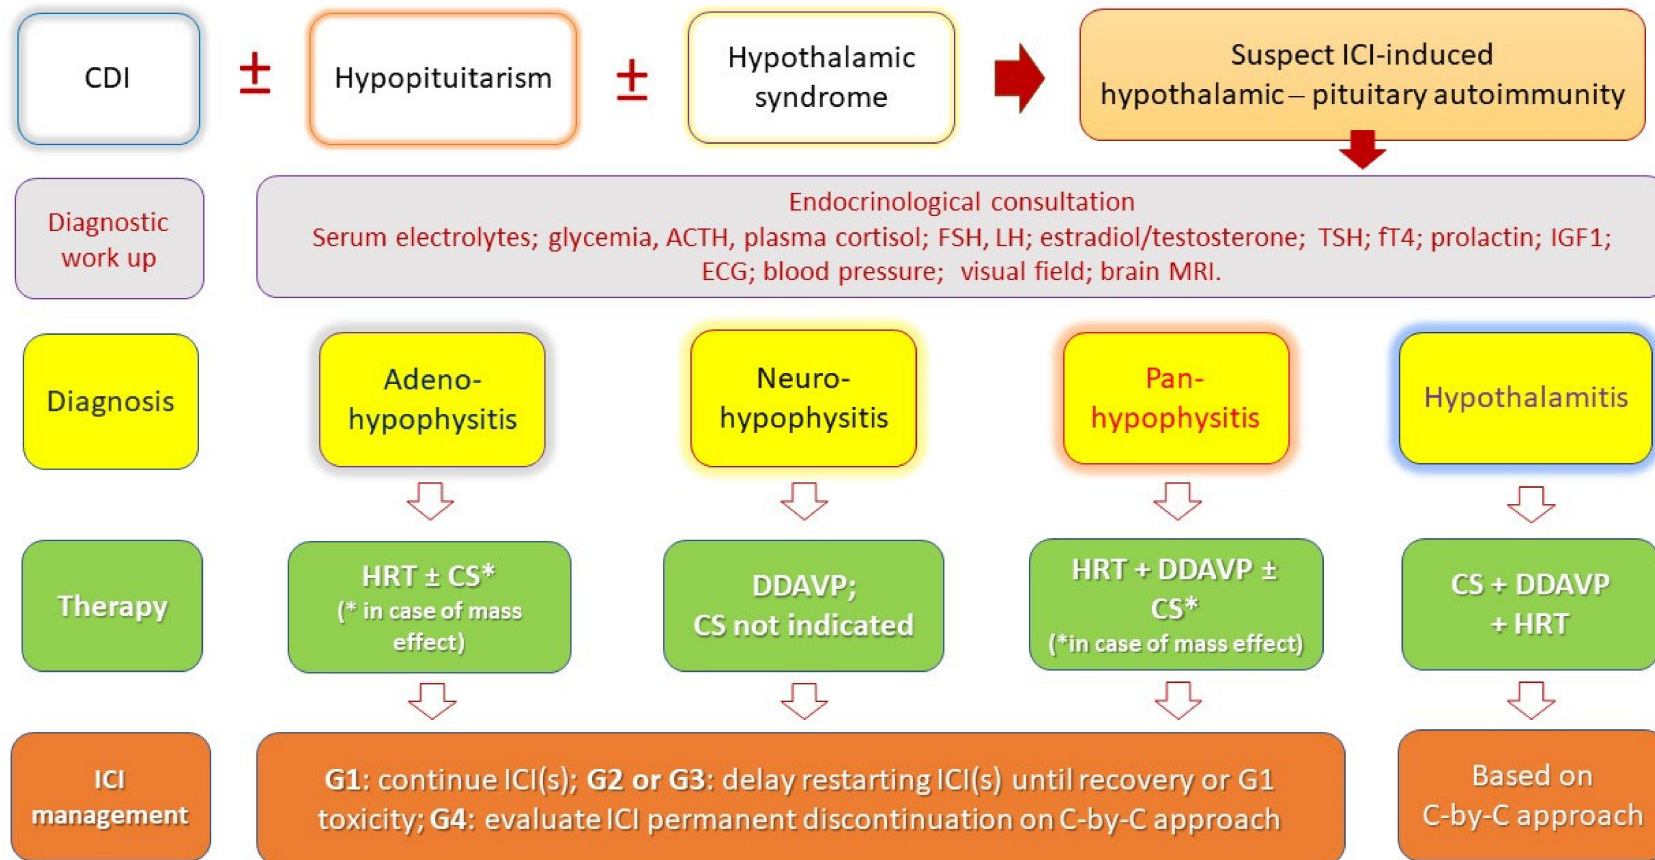 CDI
±
Hypopituitarism
±
Hypothalamic
syndrome
Suspect ICI-induced
hypothalamic – pituitary autoimmunity
Diagnostic
work up
Endocrinological consultation
Serum electrolytes; glycemia, ACTH, plasma cortisol; FSH, LH; estradiol/testosterone; TSH; fT4; prolactin; IGF1;
ECG; blood pressure; visual field; brain MRI.
Diagnosis
Adeno-
hypophysitis
Neuro-
hypophysitis
Pan-
hypophysitis
Hypothalamitis
Therapy
HRT ± CS*
(* in case of mass
effect)
DDAVP;
CS not indicated
HRT + DDAVP ±
CS*
(*in case of mass effect)
CS + DDAVP
+ HRT
ICI
management
G1: continue ICI(s); G2 or G3: delay restarting ICI(s) until recovery or G1
toxicity; G4: evaluate ICI permanent discontinuation on C-by-C approach
Based on
C-by-C approach